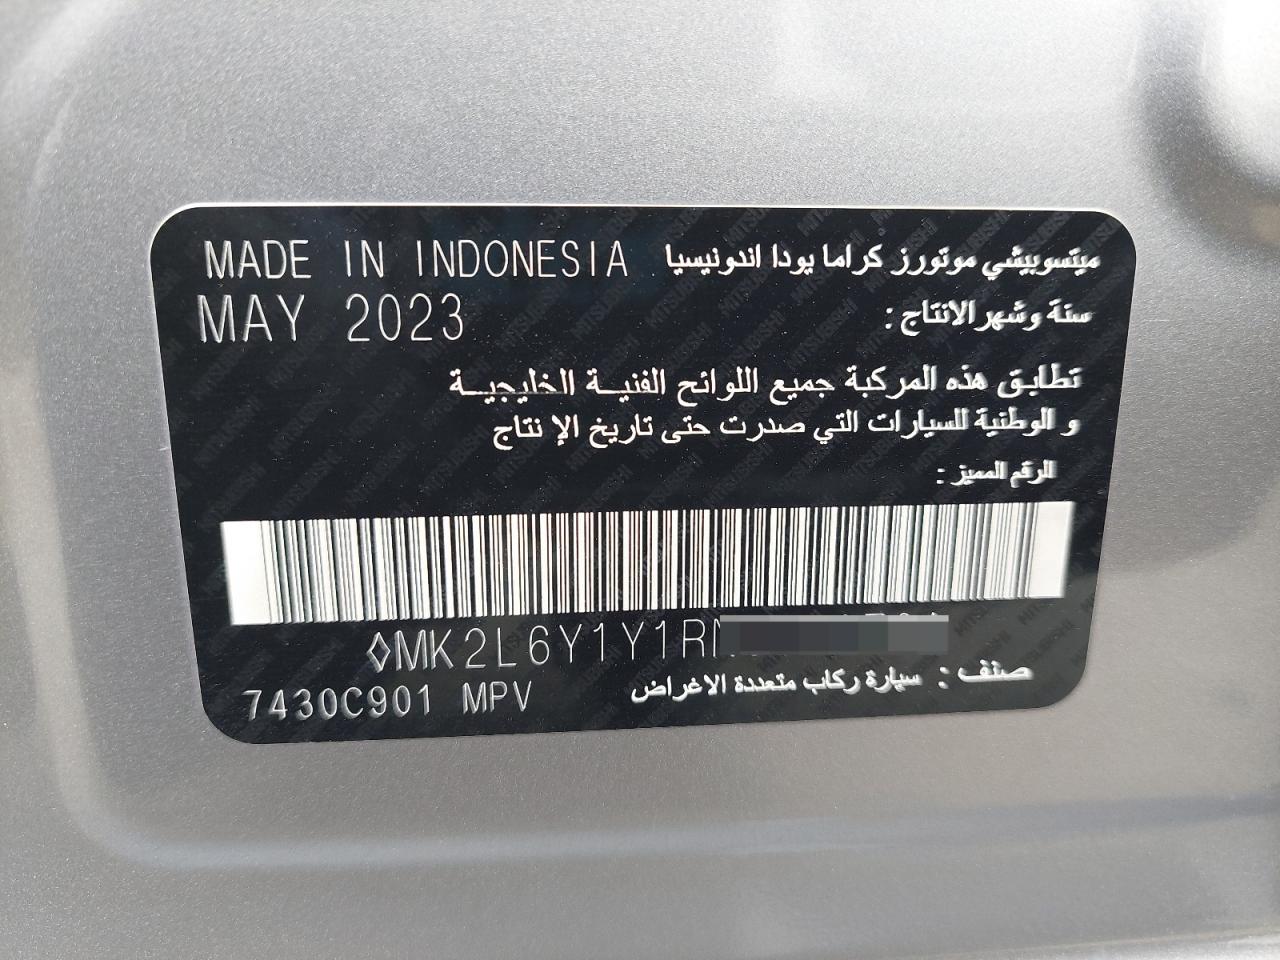 MADE IN INDONESIA ميتسوبيشي موتورز كراما يودا اندونيسيا
MAY 2023 سنة وشهر الانتاج :
تطابق هذه المركبة جميع اللوائح الفنية الخليجية
و الوطنية للسيارات التي صدرت حتى تاريخ الإ نتاج
الرقم المميز :
◊MK2L6Y1Y1RN
صنف : سيارة ركاب متعددة الاغراض
7430C901 MPV